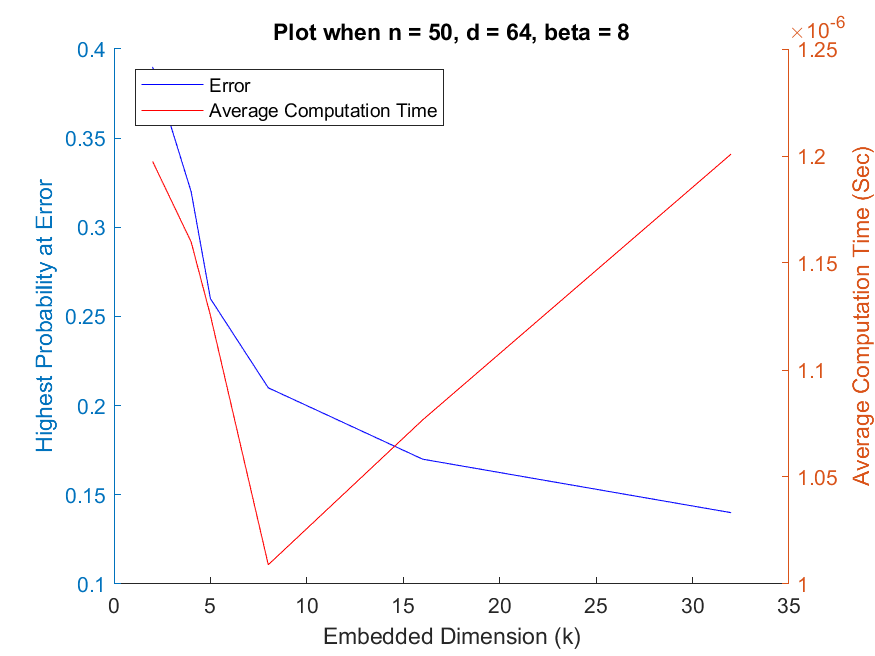 Plot when n = 50, d = 64, beta = 8
×10⁻⁶
Error
Average Computation Time
Highest Probability at Error
0.4
0.35
0.3
0.25
0.2
0.15
0.1
Average Computation Time (Sec)
1.25
1.2
1.15
1.1
1.05
1
0 5 10 15 20 25 30 35
Embedded Dimension (k)